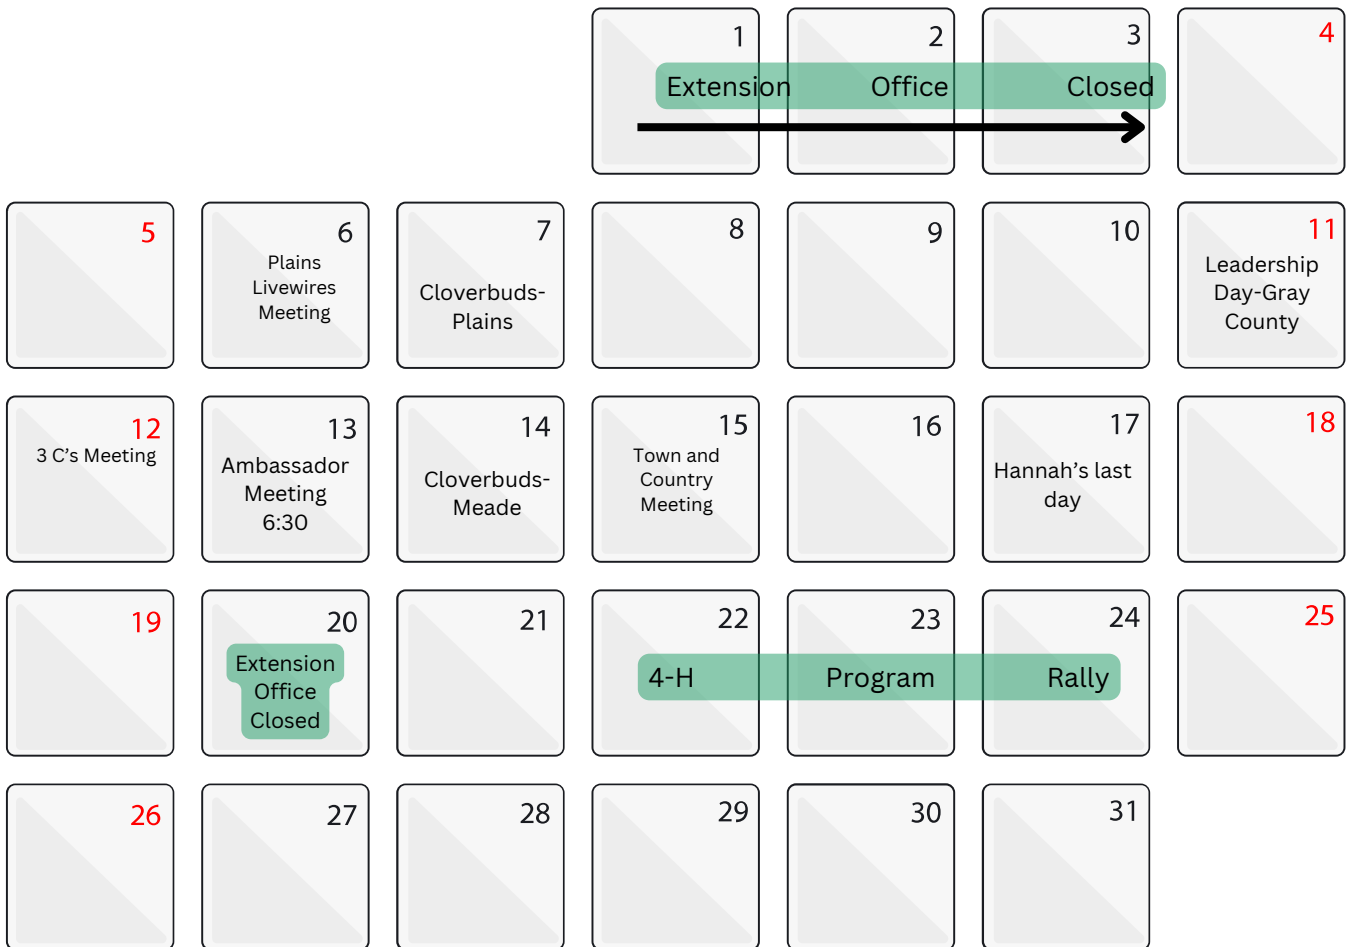 1
2
3
4
Extension Office Closed
5
6
Plains
Livewires
Meeting
7
Cloverbuds-
Plains
8
9
10
11
Leadership
Day-Gray
County
12
3 C’s Meeting
13
Ambassador
Meeting
6:30
14
Cloverbuds-
Meade
15
Town and
Country
Meeting
16
17
Hannah’s last
day
18
19
20
Extension
Office
Closed
21
22
23
24
4-H Program Rally
25
26
27
28
29
30
31